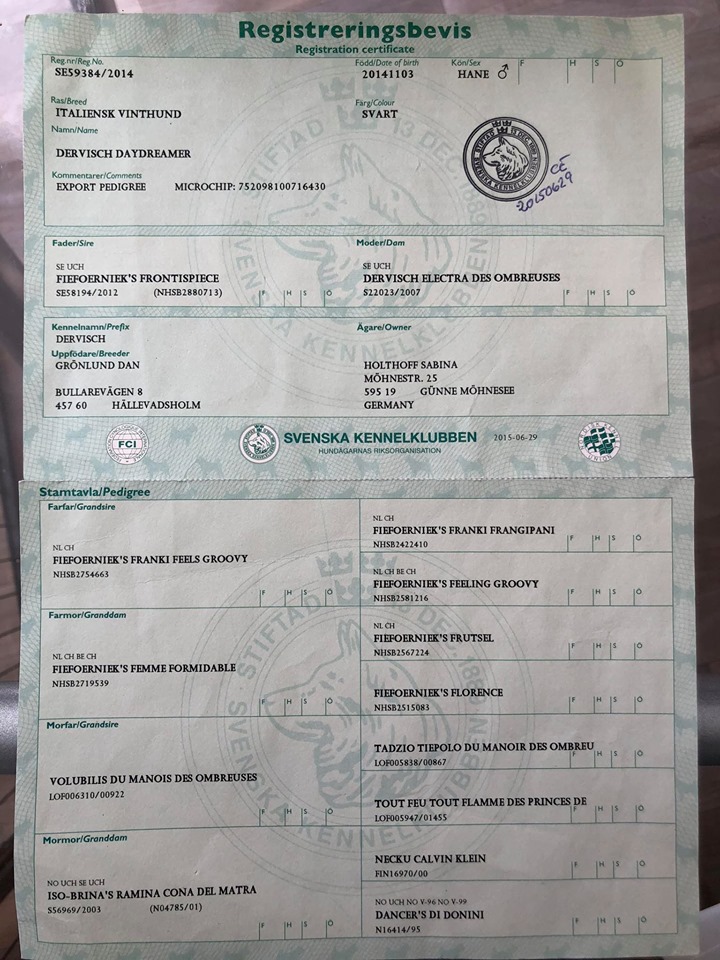 Registreringsbevis
Registration certificate
Reg.nr/Reg.No. Född/Date of birth Kön/Sex F H S Ö
SE59384/2014 20141103 HANE ♂
Ras/Breed Färg/Colour
ITALIENSK VINTHUND SVART
Namn/Name
DERVISCH DAYDREAMER
Kommentarer/Comments
EXPORT PEDIGREE MICROCHIP: 752098100716430
STIFTAD 13 DEC. 1889
SVENSKA KENNELKLUBBEN
CE
20150629
Fader/Sire Moder/Dam
SE UCH SE UCH
FIEFOERNIEK'S FRONTISPIECE DERVISCH ELECTRA DES OMBREUSES
SE58194/2012 (NHSB2880713) F H S Ö S22023/2007 F H S Ö
Kennelnamn/Prefix Ägare/Owner
DERVISCH
Uppfödare/Breeder
GRÖNLUND DAN HOLTHOFF SABINA
MÖHNESTR. 25
BULLAREVÄGEN 8 595 19 GÜNNE MÖHNESEE
457 60 HÄLLEVADSHOLM GERMANY
FCI
SVENSKA KENNELKLUBBEN 2015-06-29
HUNDÄGARNAS RIKSORGANISATION
Stamtavla/Pedigree
Farfar/Grandsire
NL CH
FIEFOERNIEK'S FRANKI FEELS GROOVY
NHSB2754663
F H S Ö
NL CH
FIEFOERNIEK'S FRANKI FRANGIPANI
NHSB2422410 F H S Ö
NL CH BE CH
FIEFOERNIEK'S FEELING GROOVY
NHSB2581216 F H S Ö
Farmor/Granddam
NL CH BE CH
FIEFOERNIEK'S FEMME FORMIDABLE
NHSB2719539
F H S Ö
NL CH
FIEFOERNIEK'S FRUTSEL
NHSB2567224 F H S Ö
FIEFOERNIEK'S FLORENCE
NHSB2515083 F H S Ö
Morfar/Grandsire
VOLUBILIS DU MANOIS DES OMBREUSES
LOF006310/00922
F H S Ö
TADZIO TIEPOLO DU MANOIR DES OMBREU
LOF005838/00867 F H S Ö
TOUT FEU TOUT FLAMME DES PRINCES DE
LOF005947/01455 F H S Ö
Mormor/Granddam
NO UCH SE UCH
ISO-BRINA'S RAMINA CONA DEL MATRA
S56969/2003 (N04785/01)
F H S Ö
NECKU CALVIN KLEIN
FIN16970/00 F H S Ö
NO UCH NO V-96 NO V-99
DANCER'S DI DONINI
N16414/95 F H S Ö